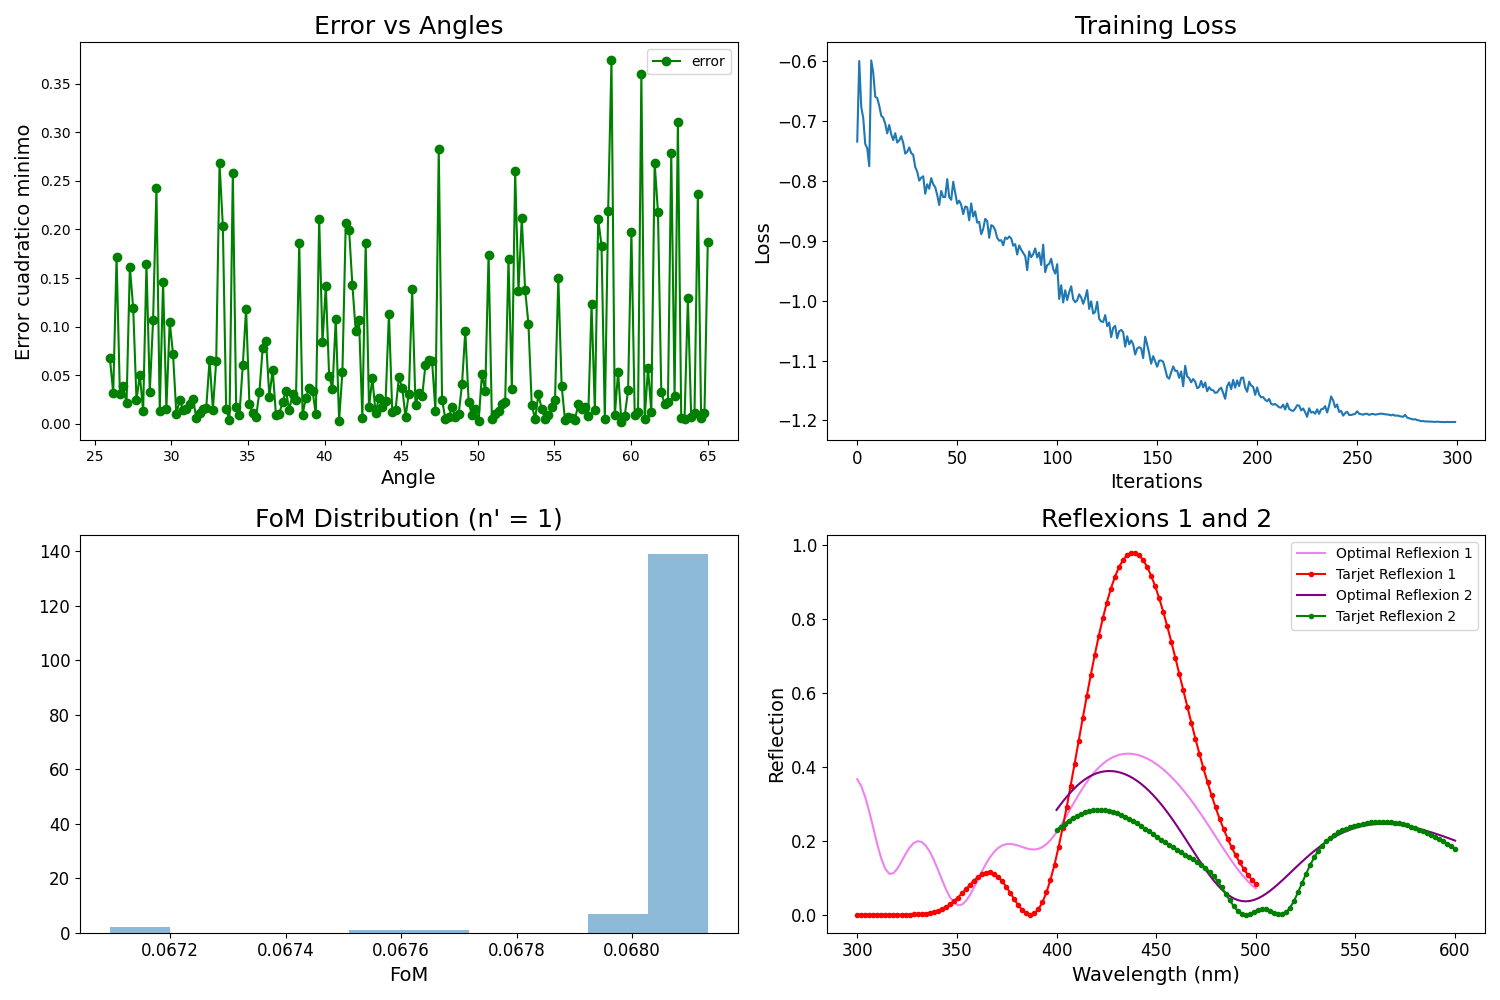 Error vs Angles
error
0.35
0.30
0.25
0.20
0.15
0.10
0.05
0.00
Error cuadratico minimo
25 30 35 40 45 50 55 60 65
Angle
Training Loss
−0.6
−0.7
−0.8
−0.9
−1.0
−1.1
−1.2
Loss
0 50 100 150 200 250 300
Iterations
FoM Distribution (n' = 1)
140
120
100
80
60
40
20
0
0.0672 0.0674 0.0676 0.0678 0.0680
FoM
Reflexions 1 and 2
Optimal Reflexion 1
Tarjet Reflexion 1
Optimal Reflexion 2
Tarjet Reflexion 2
1.0
0.8
0.6
0.4
0.2
0.0
Reflection
300 350 400 450 500 550 600
Wavelength (nm)